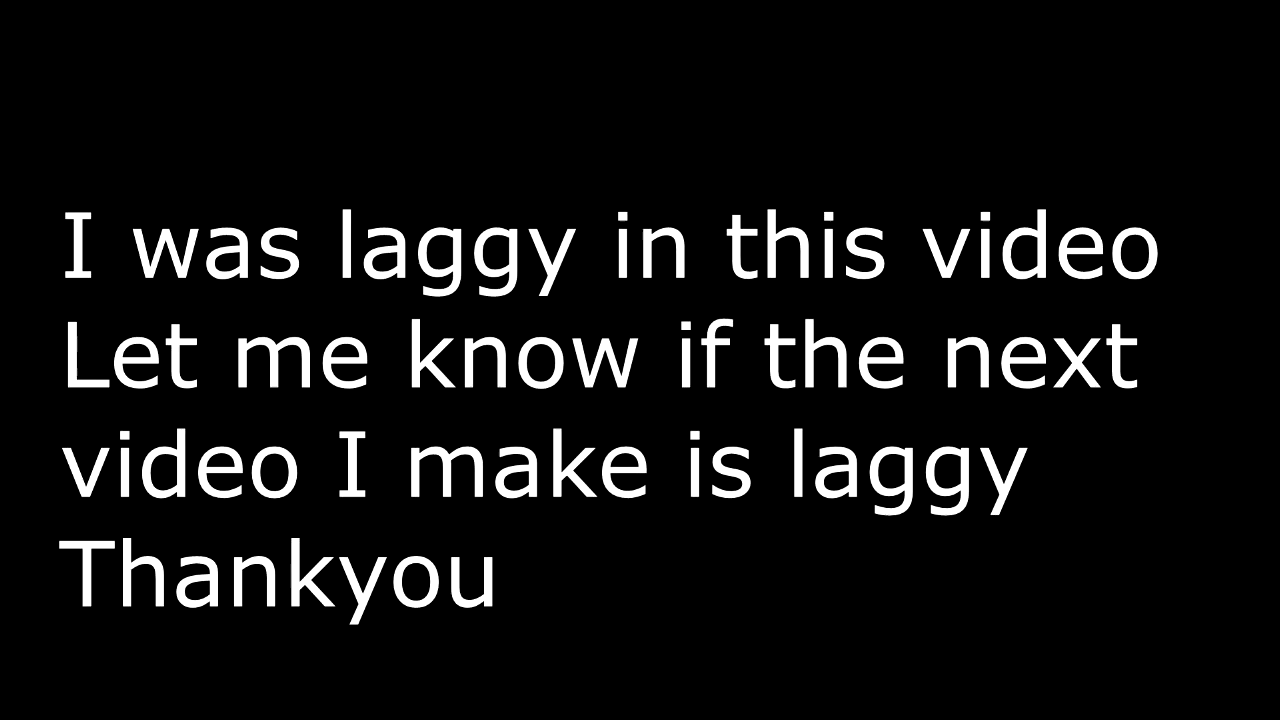 I was laggy in this video
Let me know if the next
video I make is laggy
Thankyou